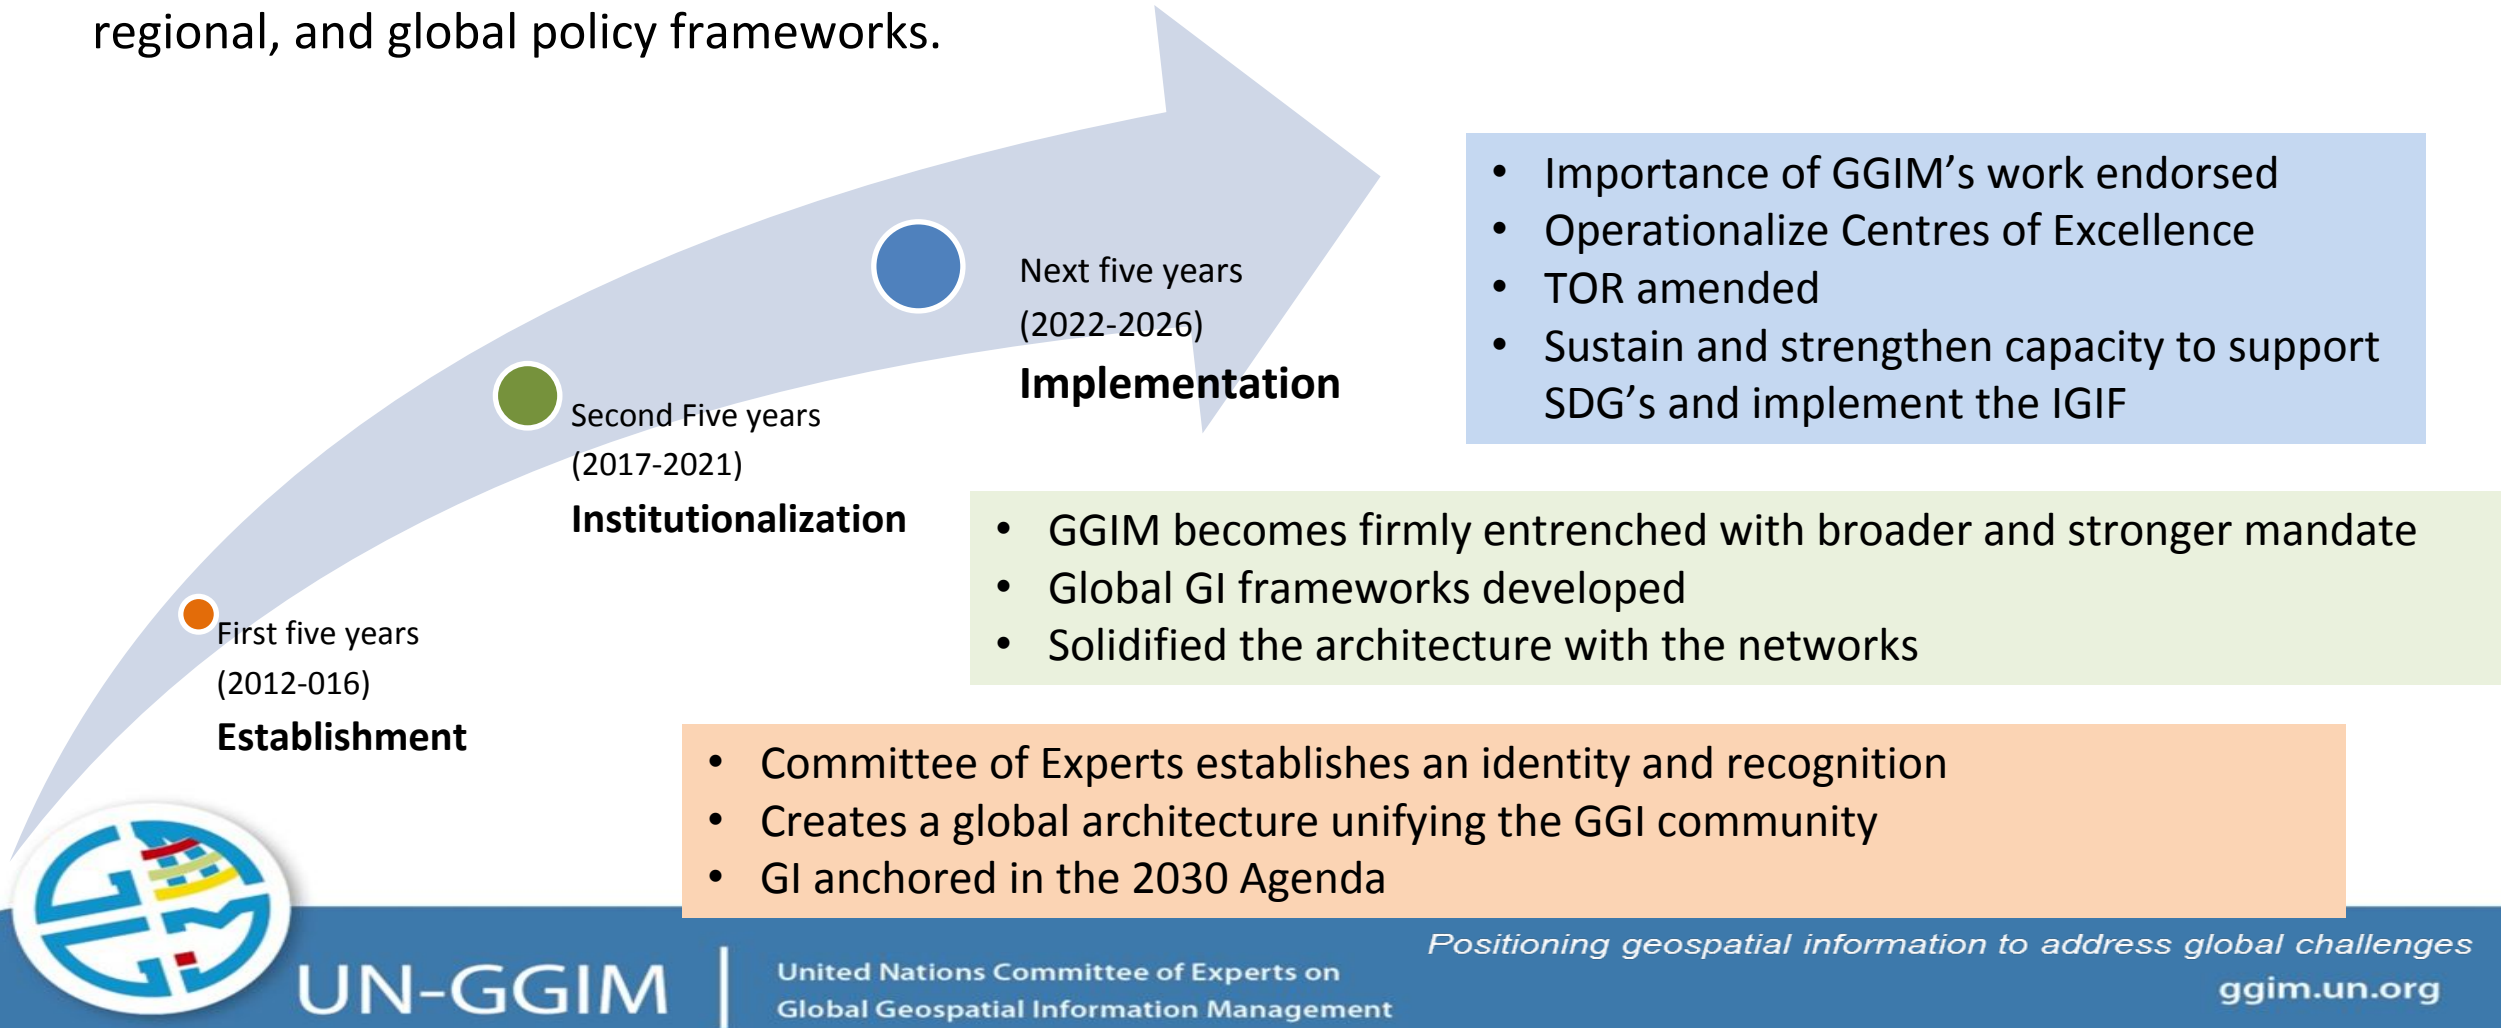 regional, and global policy frameworks.
Next five years
(2022-2026)
Implementation
• Importance of GGIM’s work endorsed
• Operationalize Centres of Excellence
• TOR amended
• Sustain and strengthen capacity to support
SDG’s and implement the IGIF
Second Five years
(2017-2021)
Institutionalization
• GGIM becomes firmly entrenched with broader and stronger mandate
• Global GI frameworks developed
• Solidified the architecture with the networks
First five years
(2012-016)
Establishment
• Committee of Experts establishes an identity and recognition
• Creates a global architecture unifying the GGI community
• GI anchored in the 2030 Agenda
UN-GGIM
United Nations Committee of Experts on
Global Geospatial Information Management
Positioning geospatial information to address global challenges
ggim.un.org